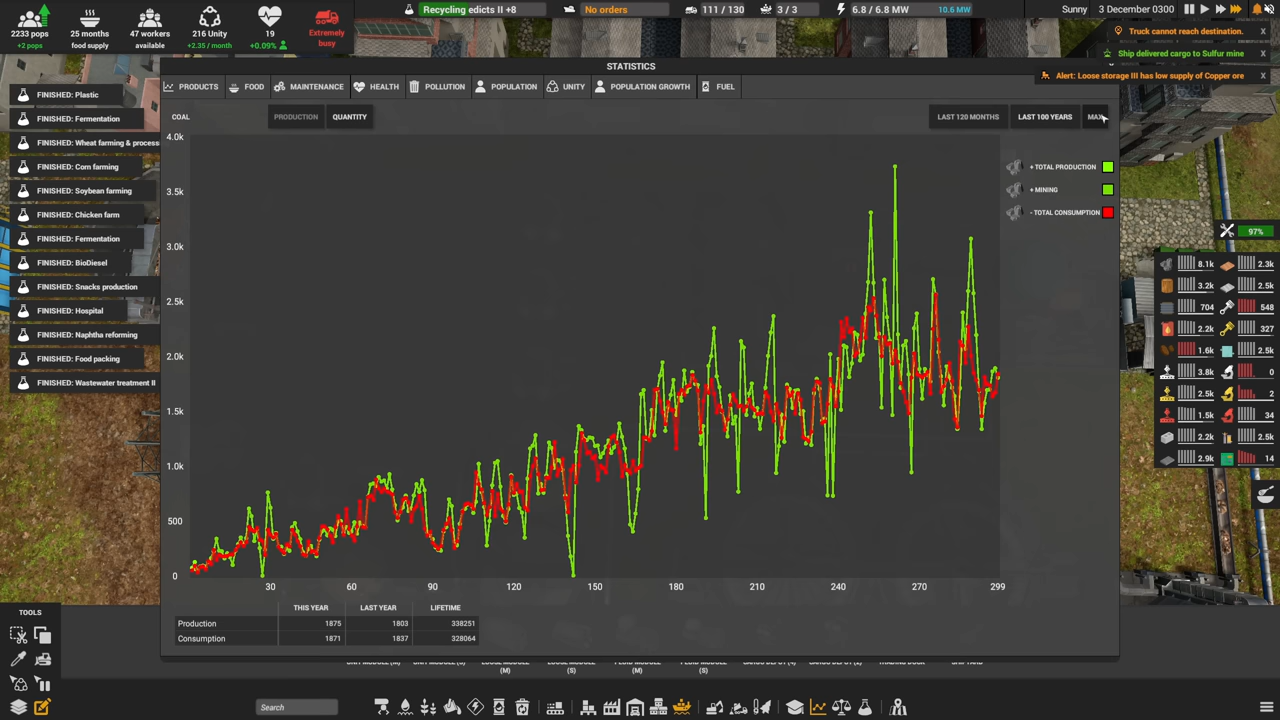 2233 pops
+2 pops
25 months
food supply
47 workers
available
216 Unity
+2.35 / month
19
+0.09%
Extremely
busy
Recycling edicts II +8
No orders
111 / 130
3 / 3
6.8 / 6.8 MW
10.6 MW
Sunny
3 December 0300
Truck cannot reach destination.
X
Ship delivered cargo to Sulfur mine
X
Alert: Loose storage III has low supply of Copper ore
X
STATISTICS
PRODUCTS
FOOD
MAINTENANCE
HEALTH
POLLUTION
POPULATION
UNITY
POPULATION GROWTH
FUEL
COAL
PRODUCTION
QUANTITY
LAST 120 MONTHS
LAST 100 YEARS
MAX
FINISHED: Plastic
FINISHED: Fermentation
FINISHED: Wheat farming & process
FINISHED: Corn farming
FINISHED: Soybean farming
FINISHED: Chicken farm
FINISHED: Fermentation
FINISHED: BioDiesel
FINISHED: Snacks production
FINISHED: Hospital
FINISHED: Naphtha reforming
FINISHED: Food packing
FINISHED: Wastewater treatment II
4.0k
3.5k
3.0k
2.5k
2.0k
1.5k
1.0k
500
0
30
60
90
120
150
180
210
240
270
299
+ TOTAL PRODUCTION
+ MINING
- TOTAL CONSUMPTION
97%
8.1k
2.3k
3.2k
2.5k
704
548
2.2k
327
1.6k
2.5k
3.8k
0
2.5k
2
1.5k
34
2.2k
2.5k
2.9k
14
THIS YEAR
LAST YEAR
LIFETIME
Production
1875
1803
338251
Consumption
1871
1837
328064
TOOLS
(M)
(S)
(M)
(S)
Search